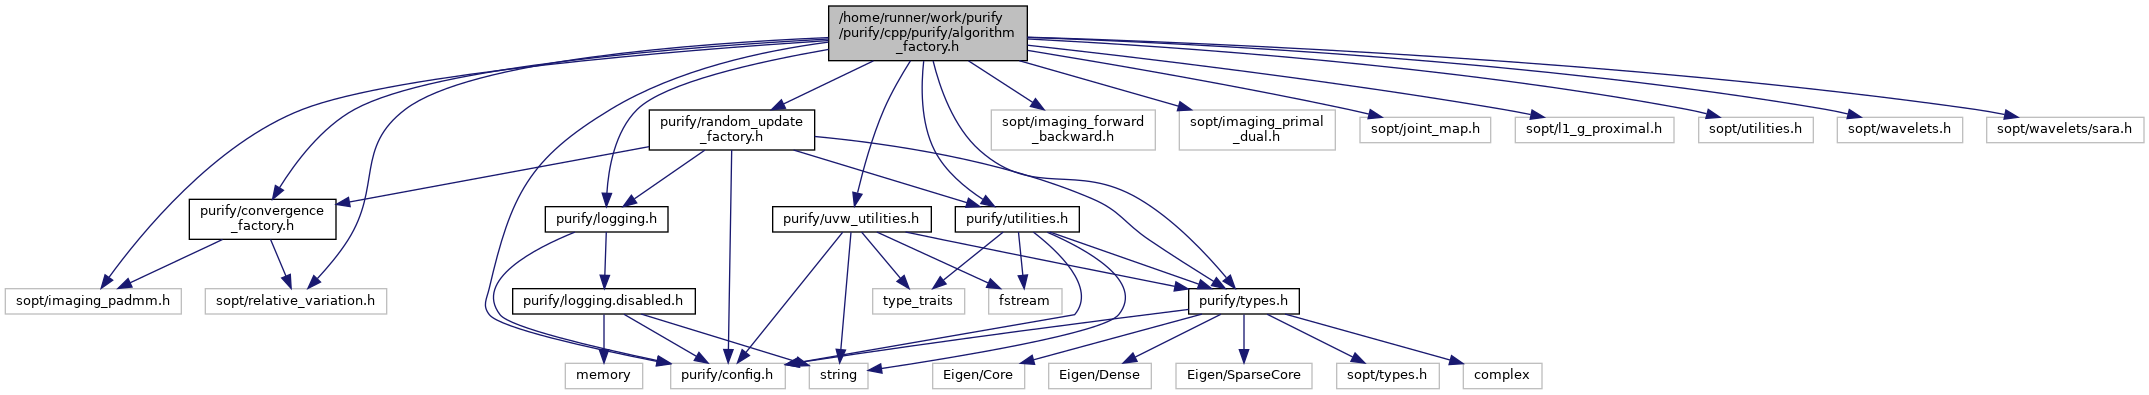 /home/runner/work/purify
/purify/cpp/purify/algorithm
_factory.h
purify/random_update
_factory.h
sopt/imaging_forward
_backward.h
sopt/imaging_primal
_dual.h
sopt/joint_map.h
sopt/l1_g_proximal.h
sopt/utilities.h
sopt/wavelets.h
sopt/wavelets/sara.h
purify/convergence
_factory.h
purify/logging.h
purify/uvw_utilities.h
purify/utilities.h
sopt/imaging_padmm.h
sopt/relative_variation.h
purify/logging.disabled.h
type_traits
fstream
purify/types.h
memory
purify/config.h
string
Eigen/Core
Eigen/Dense
Eigen/SparseCore
sopt/types.h
complex